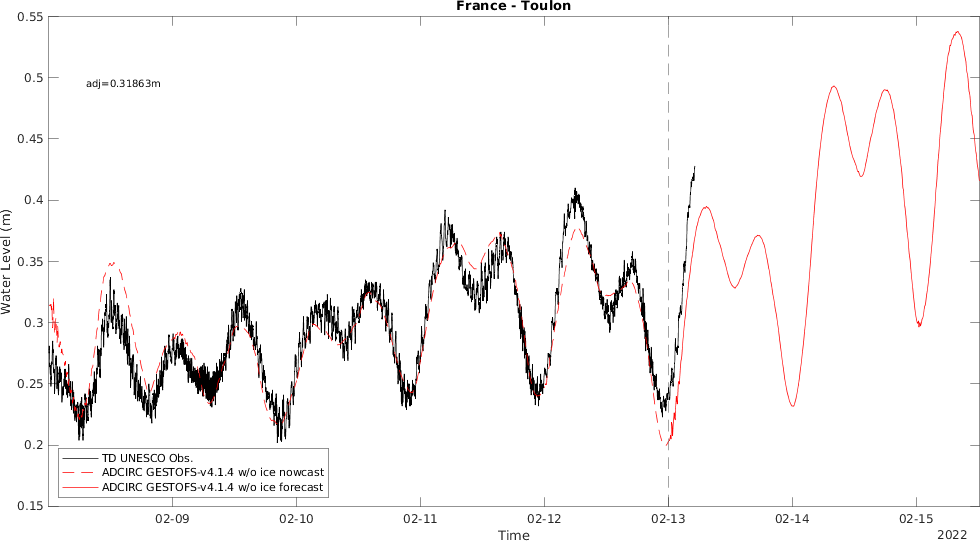 France - Toulon
0.55
0.5
0.45
0.4
0.35
0.3
0.25
0.2
0.15
Water Level (m)
adj=0.31863m
TD UNESCO Obs.
ADCIRC GESTOFS-v4.1.4 w/o ice nowcast
ADCIRC GESTOFS-v4.1.4 w/o ice forecast
02-09 02-10 02-11 02-12 02-13 02-14 02-15
Time
2022